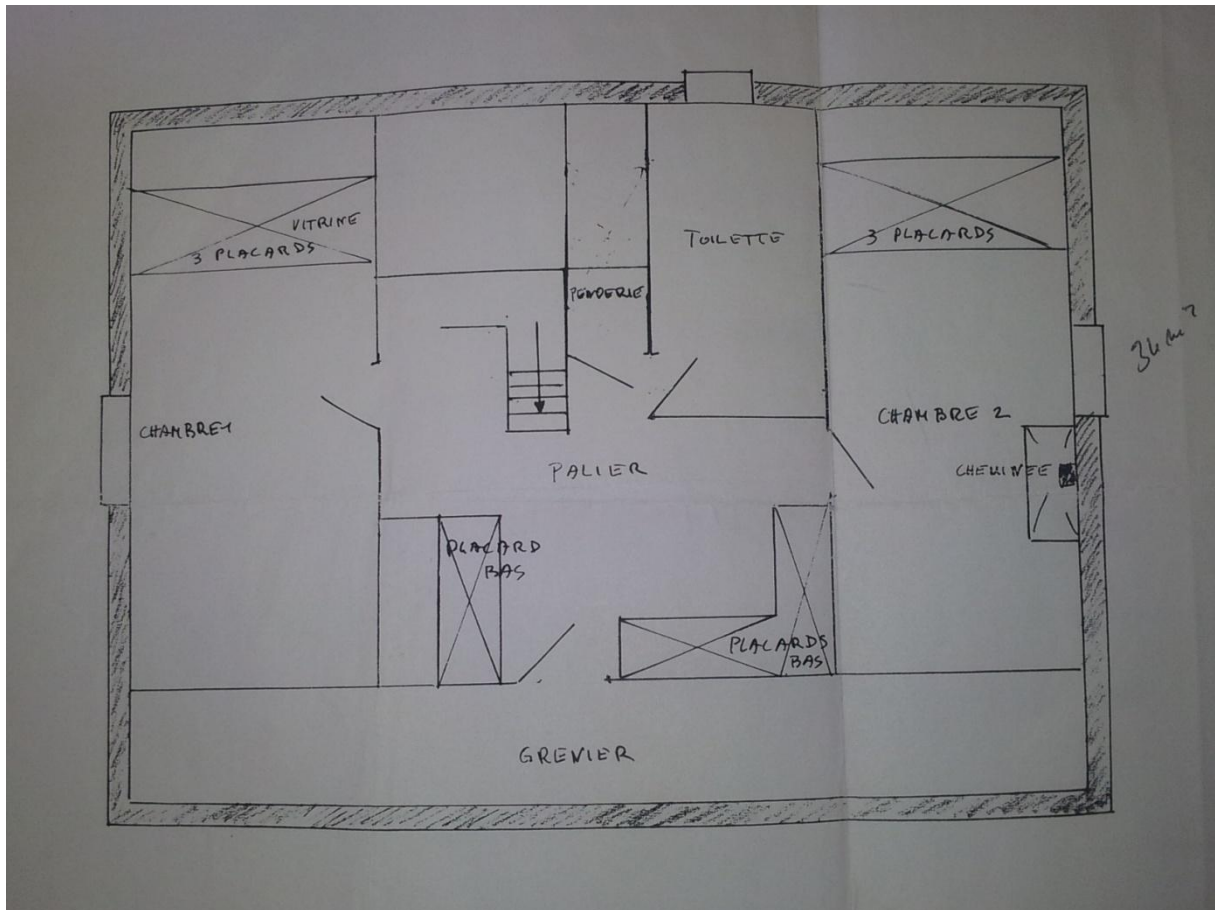 VITRINE
3 PLACARDS
PENDERIE
TOILETTE
3 PLACARDS
CHAMBRE 1
CHAMBRE 2
CHEMINEE
PALIER
PLACARD
BAS
PLACARDS
BAS
GRENIER